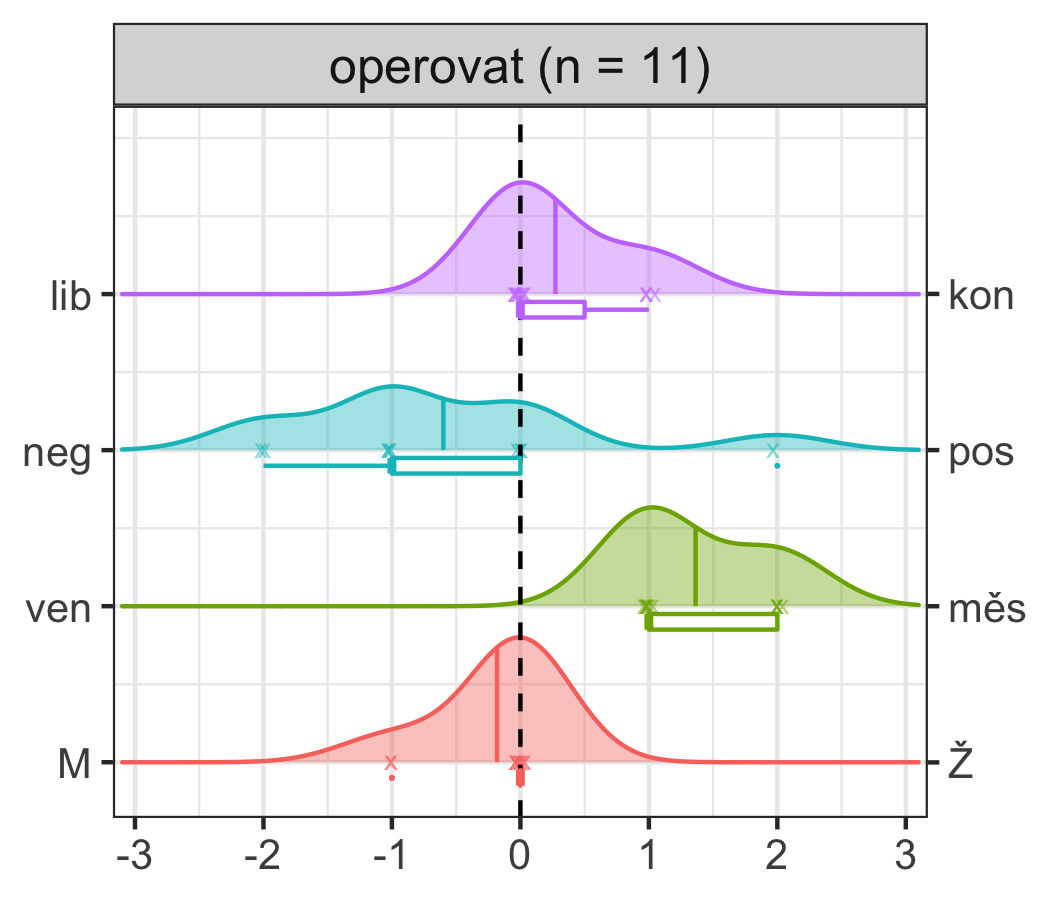 operovat (n = 11)
lib kon
neg pos
ven měs
M Ž
-3 -2 -1 0 1 2 3